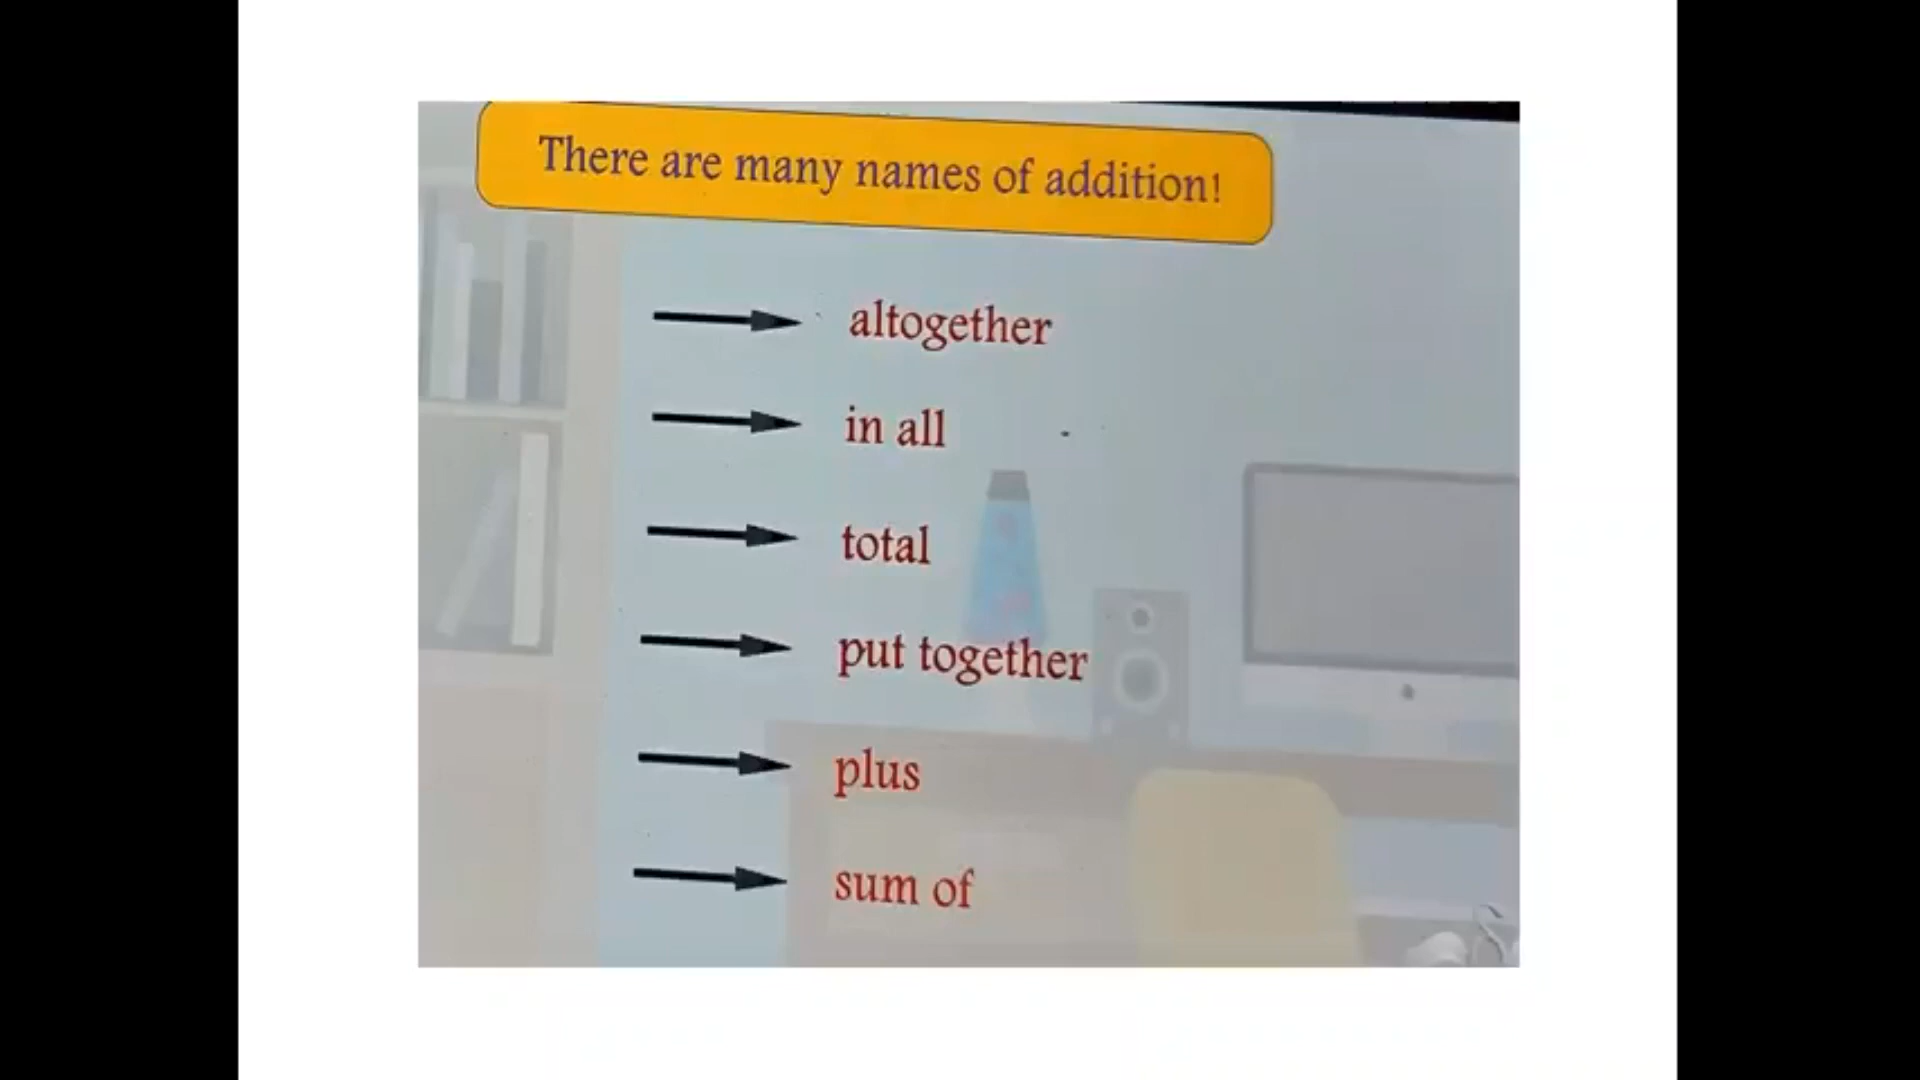 There are many names of addition!
altogether
in all
total
put together
plus
sum of